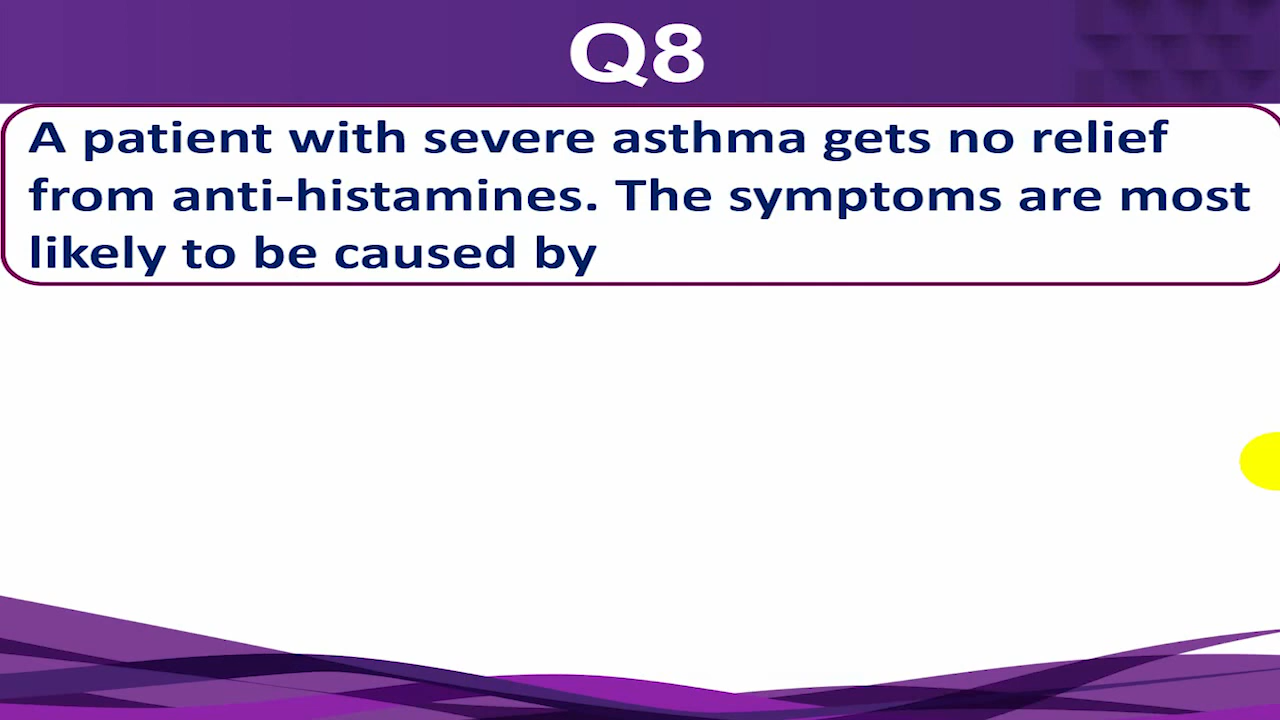 Q8
A patient with severe asthma gets no relief
from anti-histamines. The symptoms are most
likely to be caused by